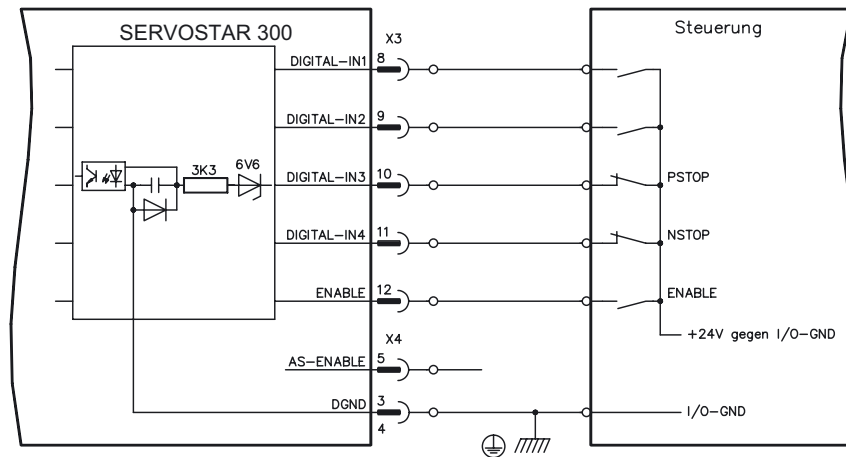 SERVOSTAR 300
X3
Steuerung
DIGITAL-IN1
8
DIGITAL-IN2
9
3K3
6V6
DIGITAL-IN3
10
PSTOP
DIGITAL-IN4
11
NSTOP
ENABLE
12
ENABLE
+24V gegen I/O-GND
X4
AS-ENABLE
5
DGND
3
4
I/O-GND